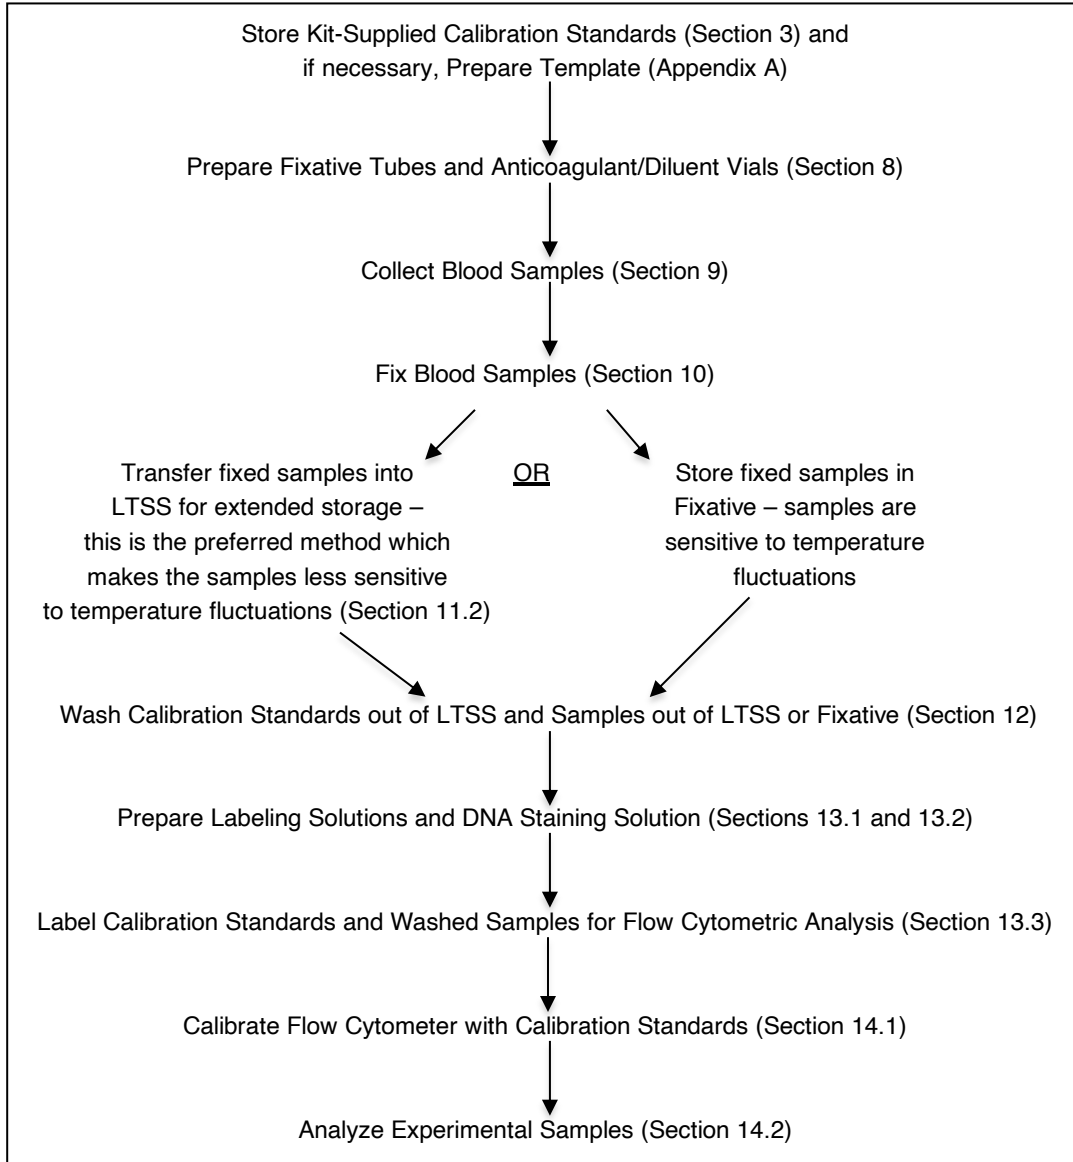 Store Kit-Supplied Calibration Standards (Section 3) and
if necessary, Prepare Template (Appendix A)
Prepare Fixative Tubes and Anticoagulant/Diluent Vials (Section 8)
Collect Blood Samples (Section 9)
Fix Blood Samples (Section 10)
Transfer fixed samples into
LTSS for extended storage –
this is the preferred method which
makes the samples less sensitive
to temperature fluctuations (Section 11.2)
OR
Store fixed samples in
Fixative – samples are
sensitive to temperature
fluctuations
Wash Calibration Standards out of LTSS and Samples out of LTSS or Fixative (Section 12)
Prepare Labeling Solutions and DNA Staining Solution (Sections 13.1 and 13.2)
Label Calibration Standards and Washed Samples for Flow Cytometric Analysis (Section 13.3)
Calibrate Flow Cytometer with Calibration Standards (Section 14.1)
Analyze Experimental Samples (Section 14.2)